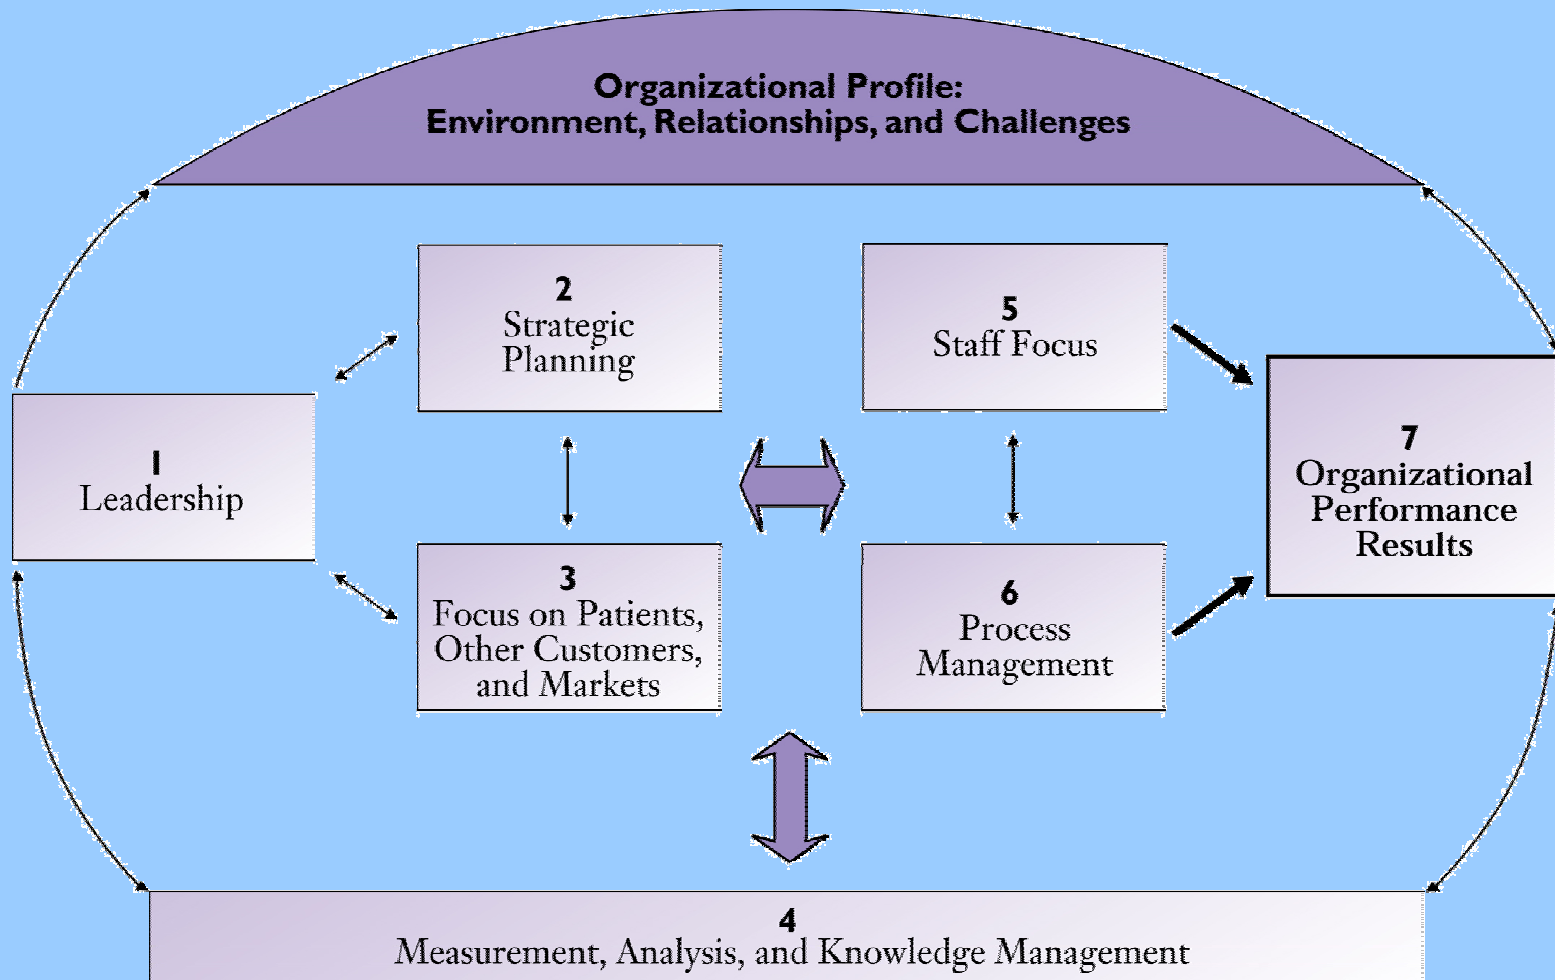 Organizational Profile:
Environment, Relationships, and Challenges
2
Strategic
Planning
5
Staff Focus
1
Leadership
7
Organizational
Performance
Results
3
Focus on Patients,
Other Customers,
and Markets
6
Process
Management
4
Measurement, Analysis, and Knowledge Management